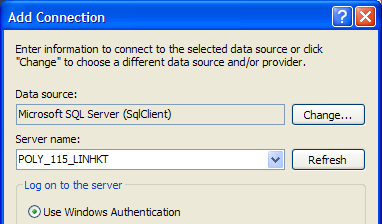 Add Connection
?
Enter information to connect to the selected data source or click
"Change" to choose a different data source and/or provider.
Data source:
Microsoft SQL Server (SqlClient)
Change...
Server name:
POLY_115_LINHKT
Refresh
Log on to the server
Use Windows Authentication